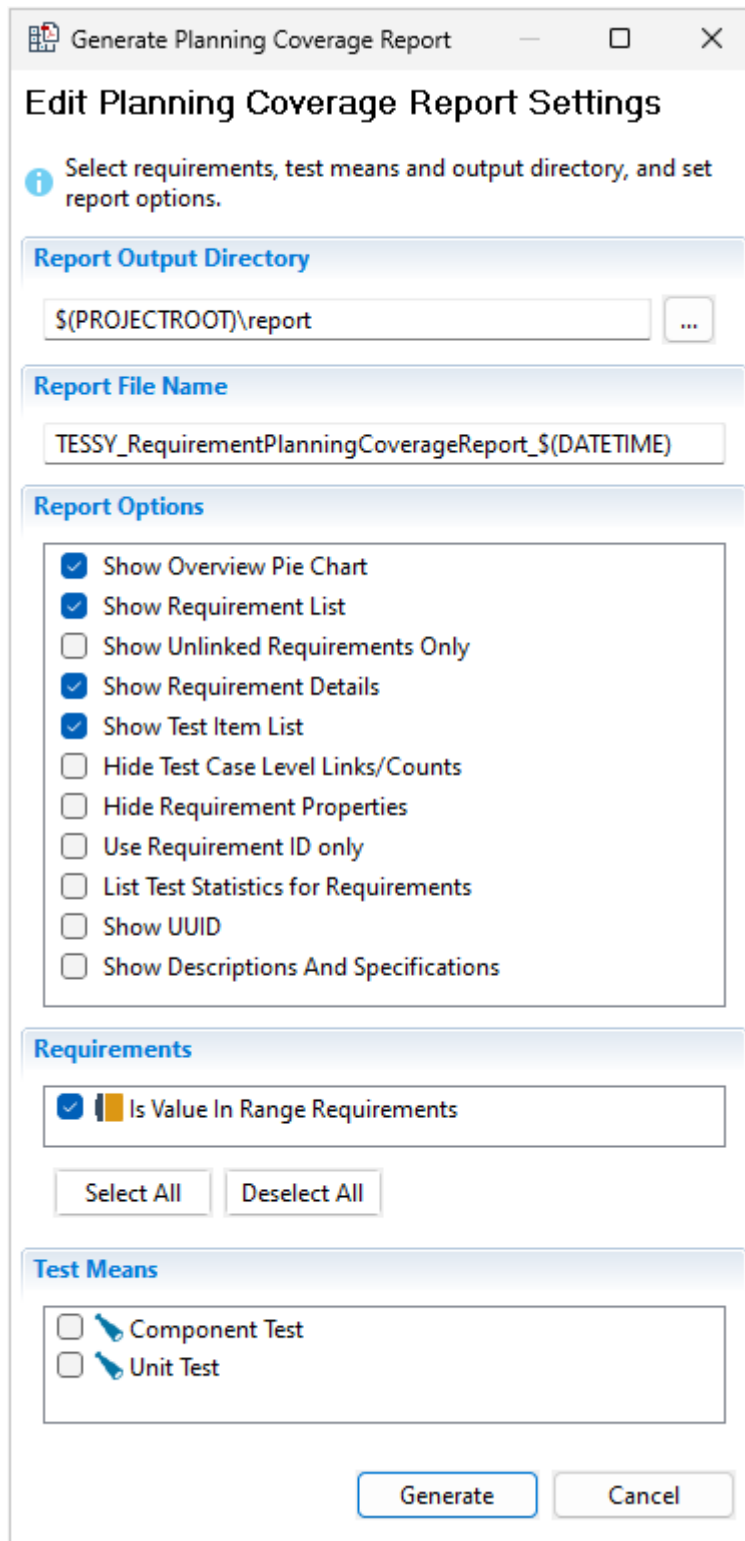 Generate Planning Coverage Report
Edit Planning Coverage Report Settings
Select requirements, test means and output directory, and set
report options.
Report Output Directory
$(PROJECTROOT)\report
...
Report File Name
TESSY_RequirementPlanningCoverageReport_$(DATETIME)
Report Options
Show Overview Pie Chart
Show Requirement List
Show Unlinked Requirements Only
Show Requirement Details
Show Test Item List
Hide Test Case Level Links/Counts
Hide Requirement Properties
Use Requirement ID only
List Test Statistics for Requirements
Show UUID
Show Descriptions And Specifications
Requirements
Is Value In Range Requirements
Select All Deselect All
Test Means
Component Test
Unit Test
Generate Cancel